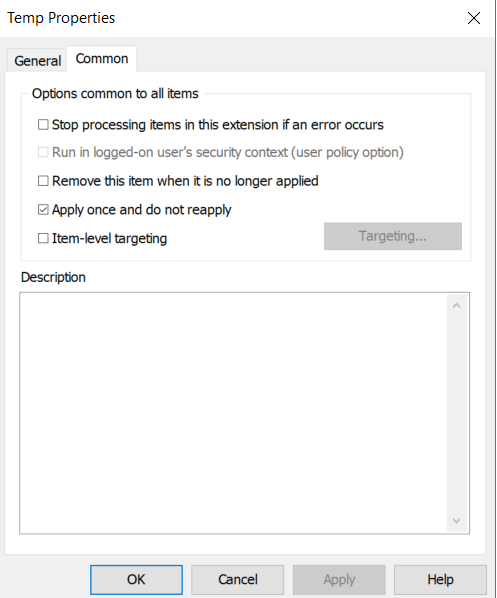 Temp Properties
General
Common
Options common to all items
Stop processing items in this extension if an error occurs
Run in logged-on user's security context (user policy option)
Remove this item when it is no longer applied
Apply once and do not reapply
Item-level targeting
Targeting...
Description
OK
Cancel
Apply
Help